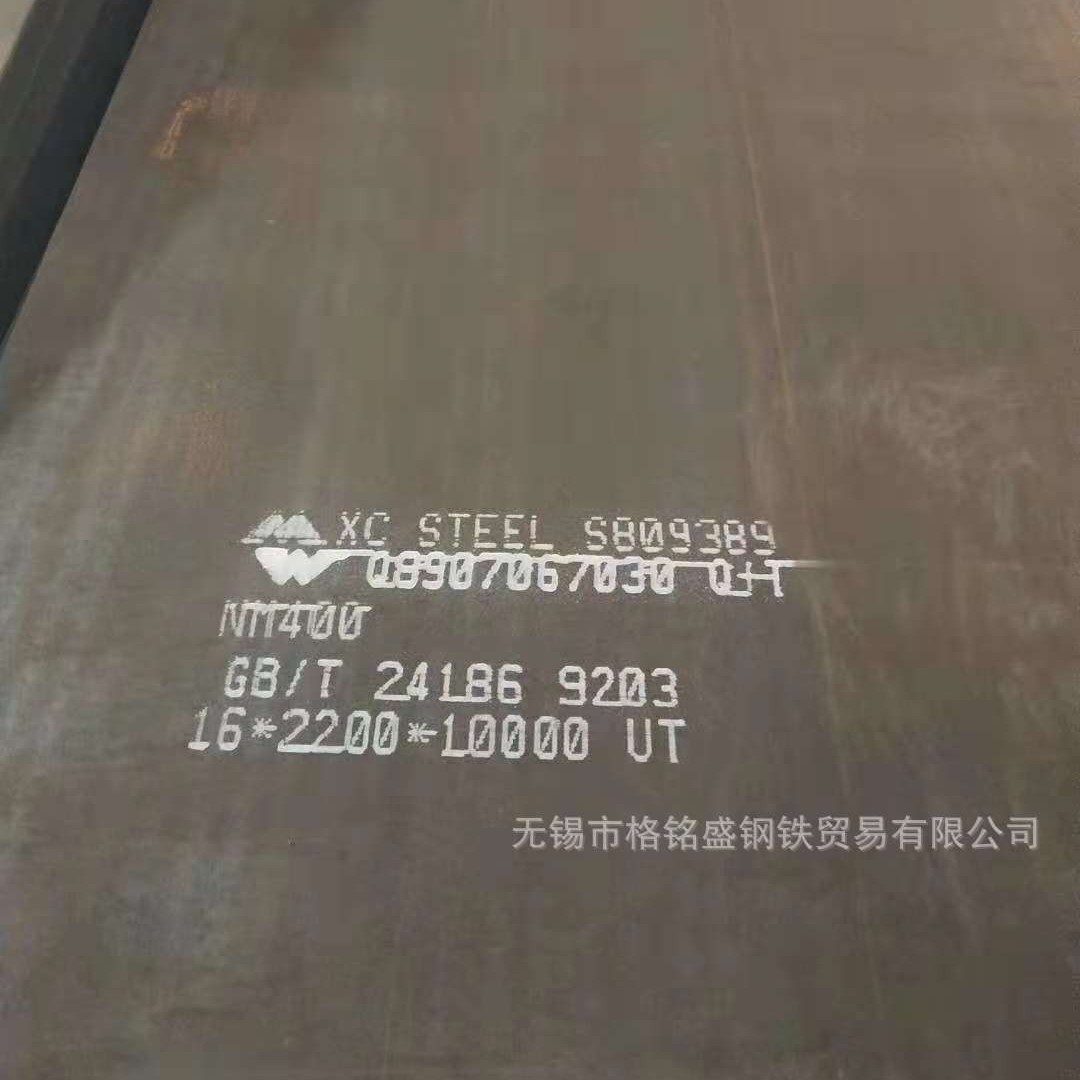 XC STEEL S809389
Q8907067030 Q+T
NM400
GB/T 24186 9203
16*2200*10000 UT
无锡市格铭盛钢铁贸易有限公司